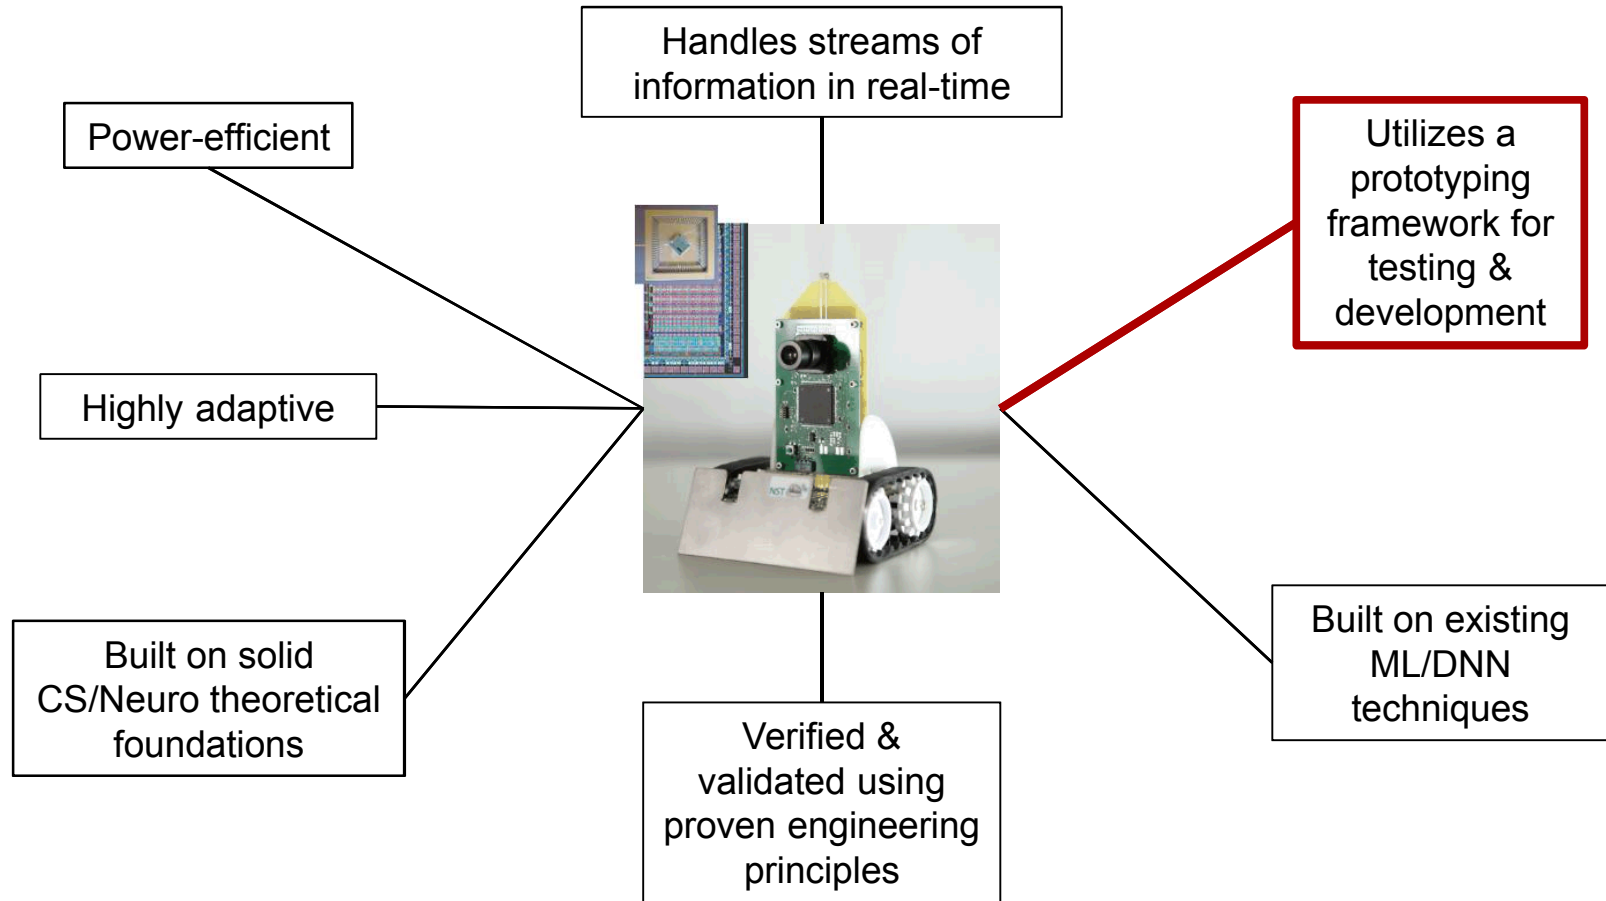 Handles streams of
information in real-time
Power-efficient
Utilizes a
prototyping
framework for
testing &
development
Highly adaptive
NST
Built on solid
CS/Neuro theoretical
foundations
Built on existing
ML/DNN
techniques
Verified &
validated using
proven engineering
principles